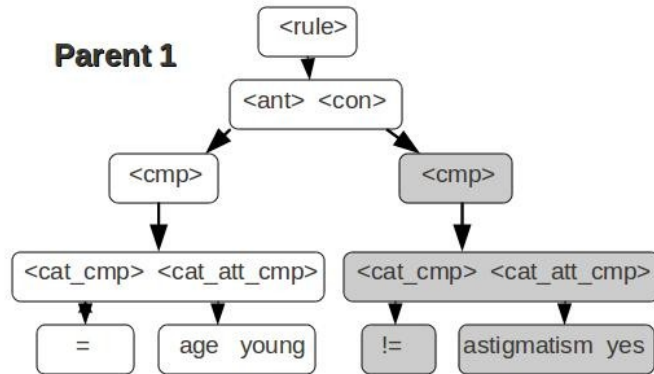 <rule>
Parent 1
<ant> <con>
<cmp> <cmp>
<cat_cmp> <cat_att_cmp> <cat_cmp> <cat_att_cmp>
= age young != astigmatism yes